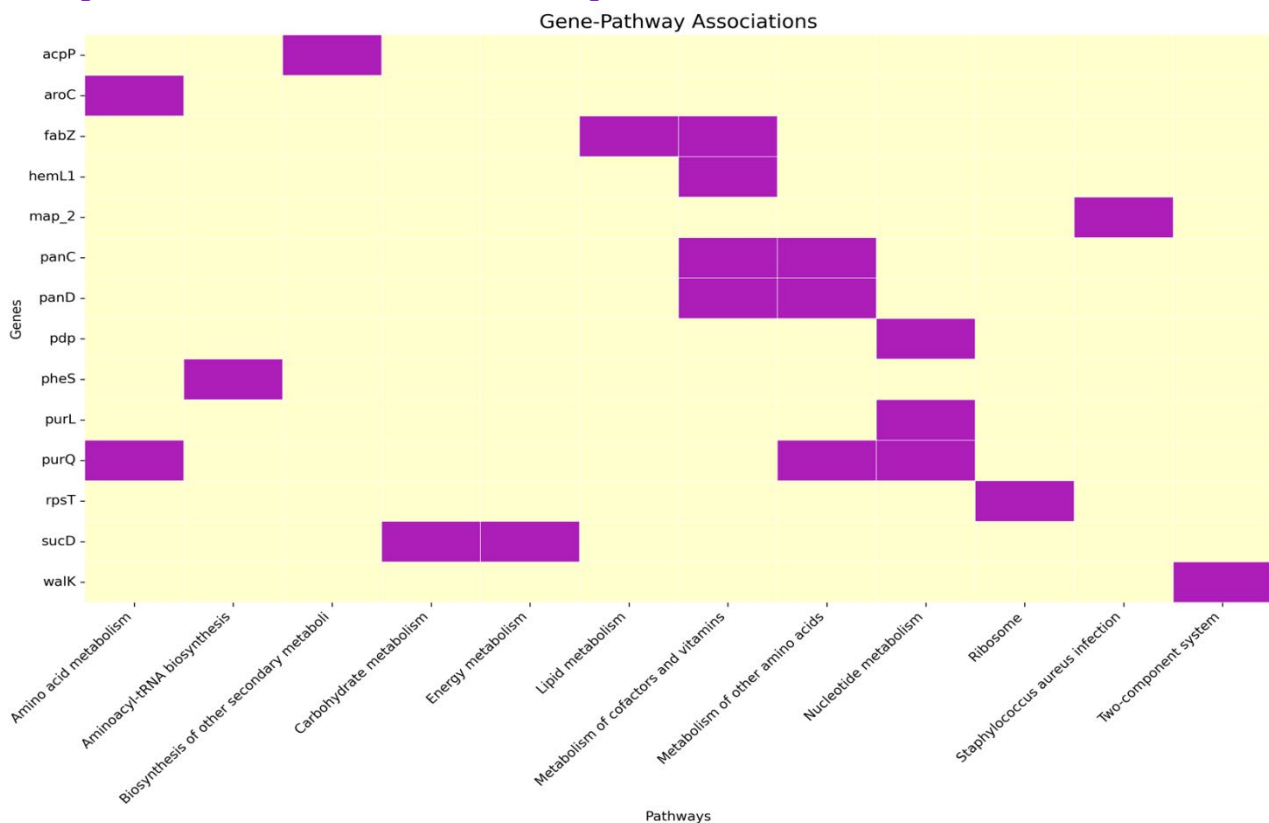 Gene-Pathway Associations
acpP
aroC
fabZ
hemL1
map_2
panC
panD
pdp
pheS
purL
purQ
rpsT
sucD
walK
Genes
Amino acid metabolism
Aminoacyl-tRNA biosynthesis
Biosynthesis of other secondary metaboli
Carbohydrate metabolism
Energy metabolism
Lipid metabolism
Metabolism of cofactors and vitamins
Metabolism of other amino acids
Nucleotide metabolism
Ribosome
Staphylococcus aureus infection
Two-component system
Pathways